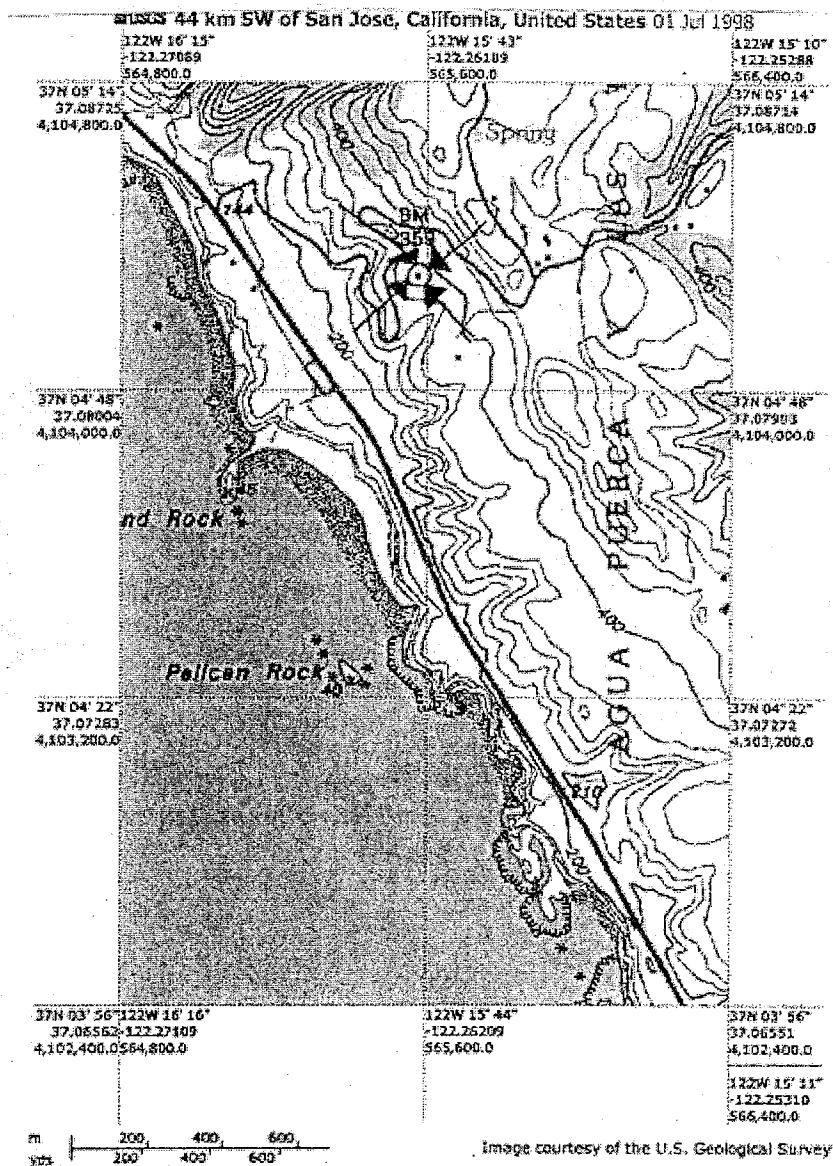 USGS 44 km SW of San Jose, California, United States 01 Jul 1998
122W 16' 15"
-122.27089
564,800.0
122W 15' 43"
-122.26189
565,600.0
122W 15' 10"
-122.25288
566,400.0
37N 05' 14"
37.08725
4,104,800.0
37N 05' 14"
37.08714
4,104,800.0
400
Spring
144
BM
359
400
200
37N 04' 48"
37.08004
4,104,000.0
37N 04' 48"
37.07993
4,104,000.0
nd Rock
AGUA PUERCA Y
400
Pelican Rock
40
37N 04' 22"
37.07283
4,103,200.0
37N 04' 22"
37.07272
4,103,200.0
210
200
37N 03' 56"
37.06562
4,102,400.0
122W 16' 16"
-122.27109
564,800.0
122W 15' 44"
-122.26209
565,600.0
37N 03' 56"
37.06551
4,102,400.0
122W 15' 11"
-122.25310
566,400.0
m 200 400 600
yds 200 400 600
Image courtesy of the U.S. Geological Survey